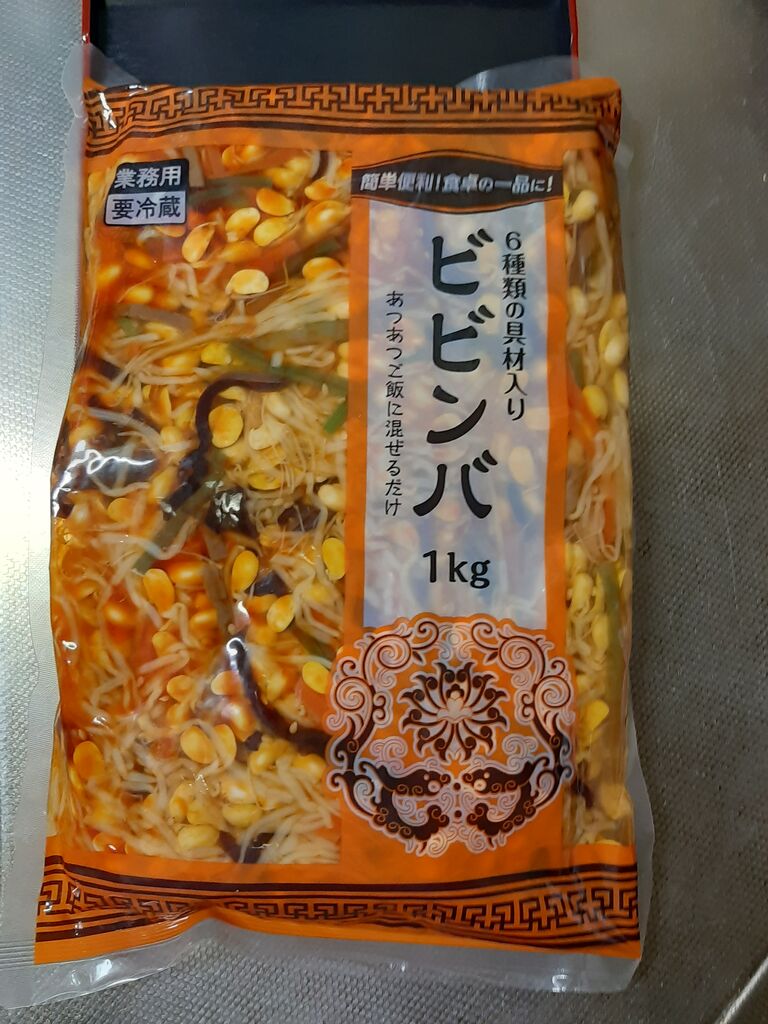 業務用
要冷蔵
簡単便利!食卓の一品に!
6種類の具材入り
ビビンバ
あつあつご飯に混ぜるだけ
1kg